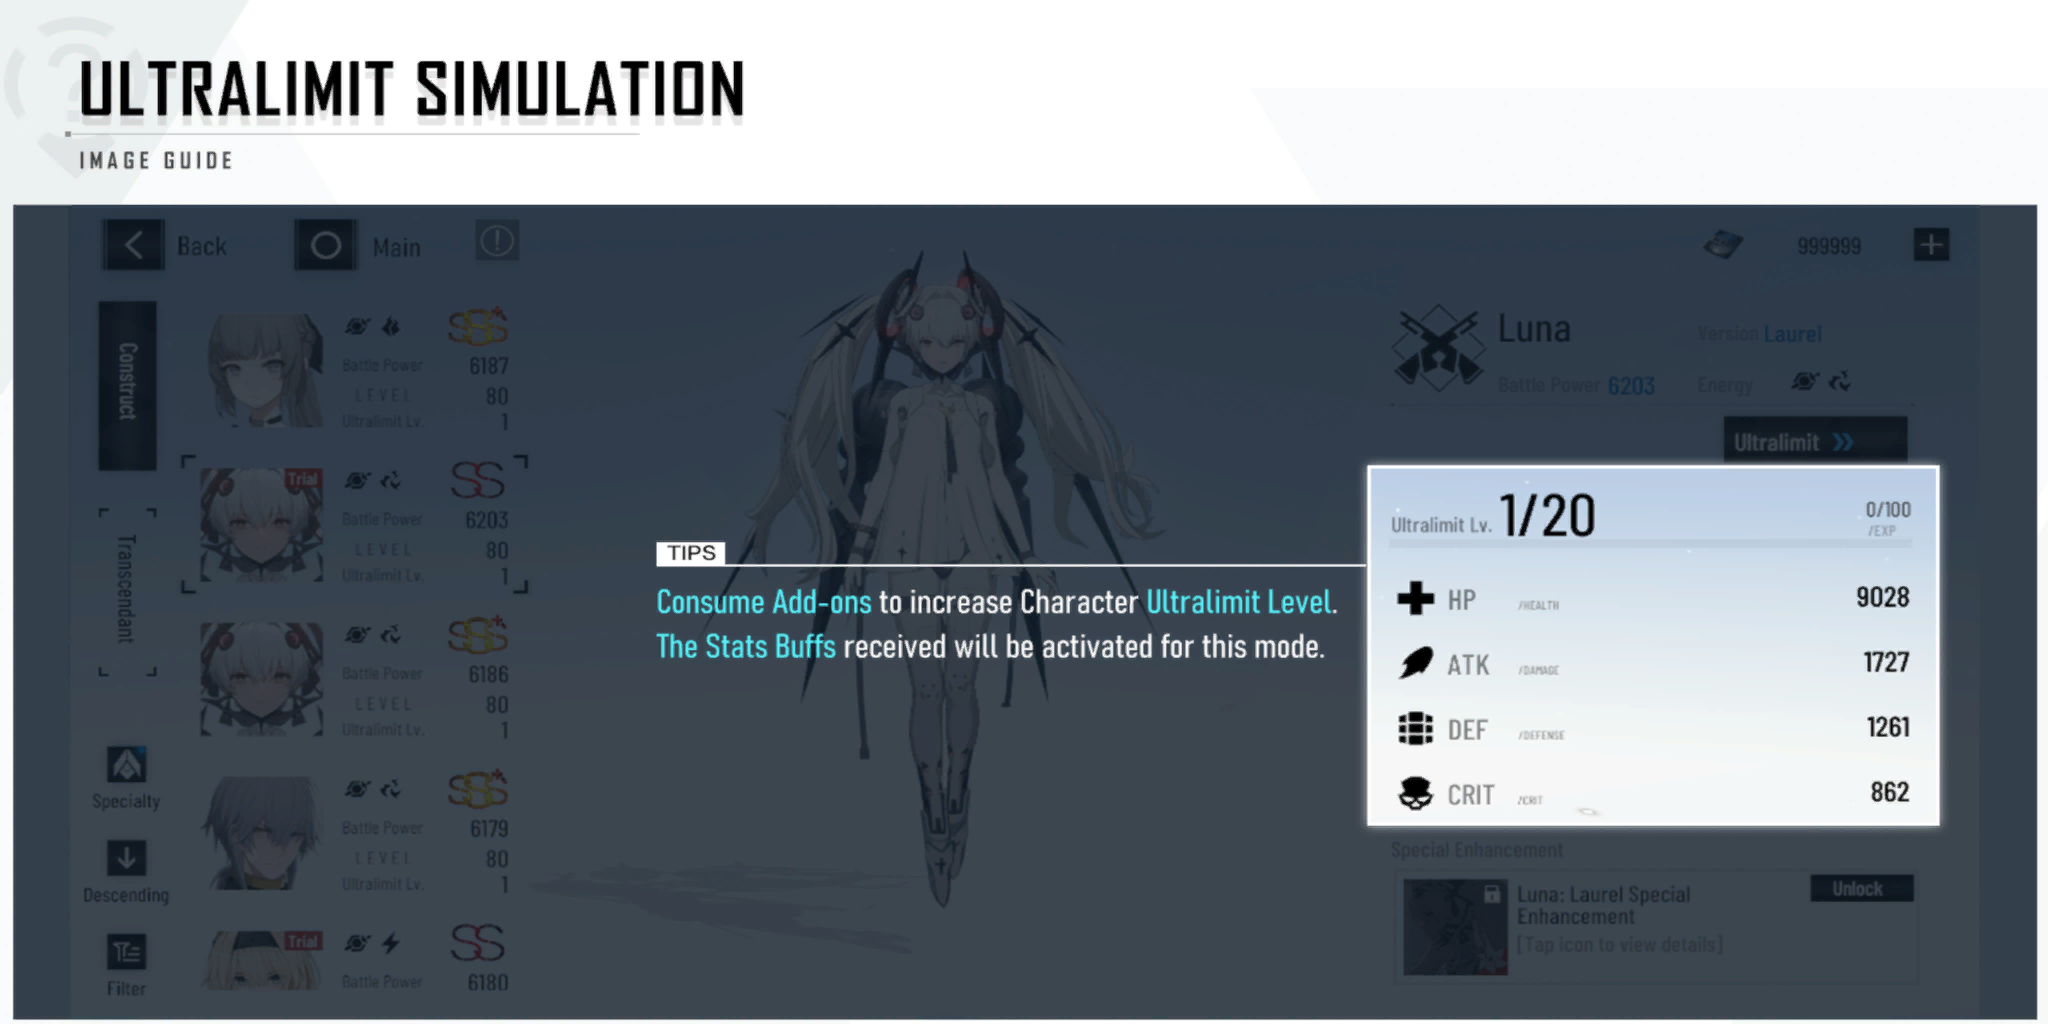 ULTRALIMIT SIMULATION
IMAGE GUIDE
Back
Main
999999
Construct
Transcendant
Specialty
Descending
Filter
SSS+
Battle Power 6187
LEVEL 80
Ultralimit Lv. 1
Trial
SS
Battle Power 6203
LEVEL 80
Ultralimit Lv. 1
SSS+
Battle Power 6186
LEVEL 80
Ultralimit Lv. 1
SSS+
Battle Power 6179
LEVEL 80
Ultralimit Lv. 1
Trial
SS
Battle Power 6180
TIPS
Consume Add-ons to increase Character Ultralimit Level.
The Stats Buffs received will be activated for this mode.
Luna
Version Laurel
Battle Power 6203
Energy
Ultralimit
Ultralimit Lv. 1/20
0/100
/EXP
HP /HEALTH 9028
ATK /DAMAGE 1727
DEF /DEFENSE 1261
CRIT /CRIT 862
Special Enhancement
Luna: Laurel Special
Enhancement
[Tap icon to view details]
Unlock